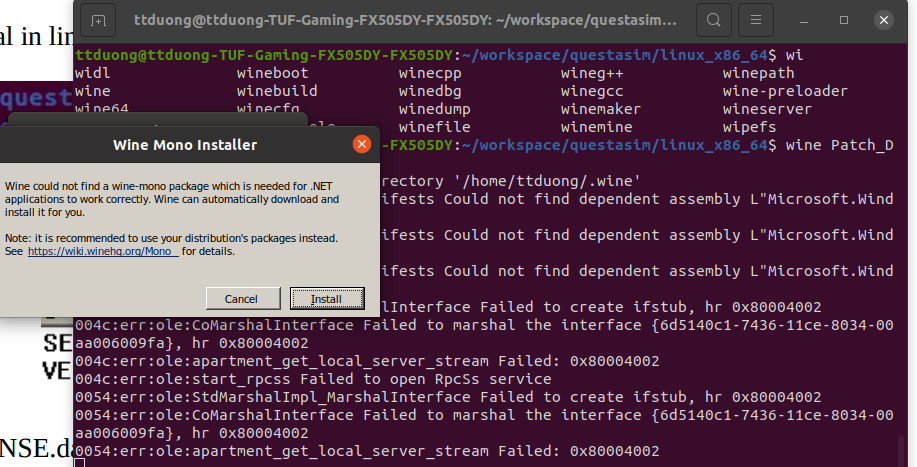 ttduong@ttduong-TUF-Gaming-FX505DY-FX505DY: ~/workspace/questasim/linux_x86_64...
al in lin
ttduong@ttduong-TUF-Gaming-FX505DY-FX505DY:~/workspace/questasim/linux_x86_64$ wi
widl wineboot winecpp wineg++ winepath
wine winebuild winedbg winegcc wine-preloader
quest
wine64 winecfg winedump winemaker wineserver
winefile winemine wipefs
Wine Mono Installer
-FX505DY:~/workspace/questasim/linux_x86_64$ wine Patch_D
Wine could not find a wine-mono package which is needed for .NET
applications to work correctly. Wine can automatically download and
install it for you.
Note: it is recommended to use your distribution's packages instead.
See https://wiki.winehq.org/Mono for details.
Cancel Install
rectory '/home/ttduong/.wine'
ifests Could not find dependent assembly L"Microsoft.Wind
ifests Could not find dependent assembly L"Microsoft.Wind
ifests Could not find dependent assembly L"Microsoft.Wind
alInterface Failed to create ifstub, hr 0x80004002
004c:err:ole:CoMarshalInterface Failed to marshal the interface {6d5140c1-7436-11ce-8034-00
aa006009fa}, hr 0x80004002
004c:err:ole:apartment_get_local_server_stream Failed: 0x80004002
004c:err:ole:start_rpcss Failed to open RpcSs service
0054:err:ole:StdMarshalImpl_MarshalInterface Failed to create ifstub, hr 0x80004002
0054:err:ole:CoMarshalInterface Failed to marshal the interface {6d5140c1-7436-11ce-8034-00
aa006009fa}, hr 0x80004002
0054:err:ole:apartment_get_local_server_stream Failed: 0x80004002
SE
VE
NSE.da